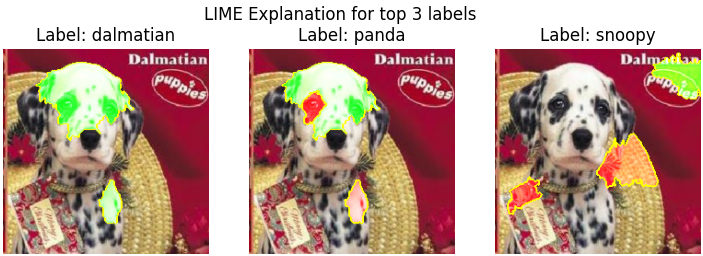 LIME Explanation for top 3 labels
Label: dalmatian
Label: panda
Label: snoopy
Dalmatian
puppies
Dalmatian
puppies
Dalmatian
puppies